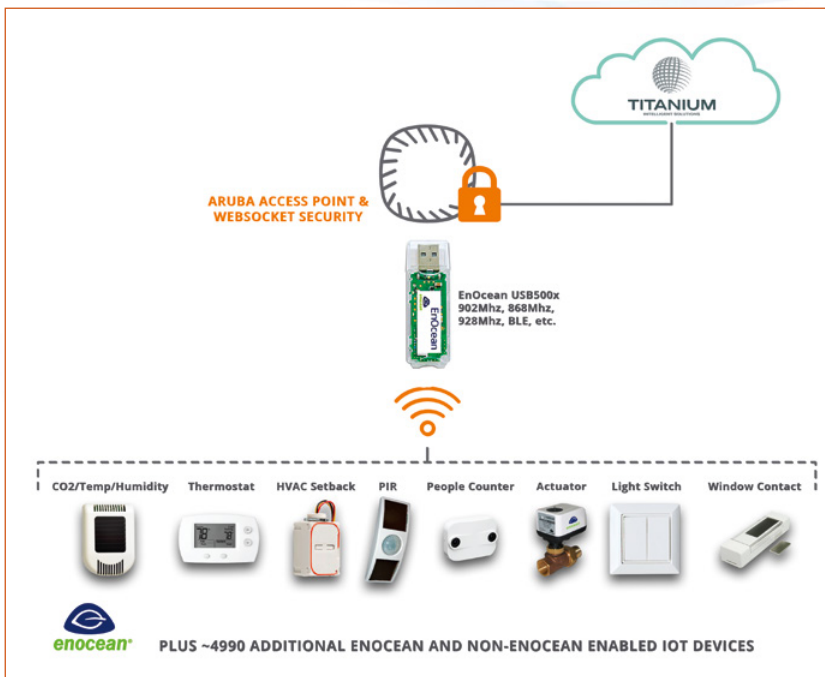 TITANIUM
INTELLIGENT SOLUTIONS
ARUBA ACCESS POINT &
WEBSOCKET SECURITY
EnOcean
EnOcean USB500x
902Mhz, 868Mhz,
928Mhz, BLE, etc.
CO2/Temp/Humidity
Thermostat
HVAC Setback
PIR
People Counter
Actuator
Light Switch
Window Contact
enocean®
PLUS ~4990 ADDITIONAL ENOCEAN AND NON-ENOCEAN ENABLED IOT DEVICES